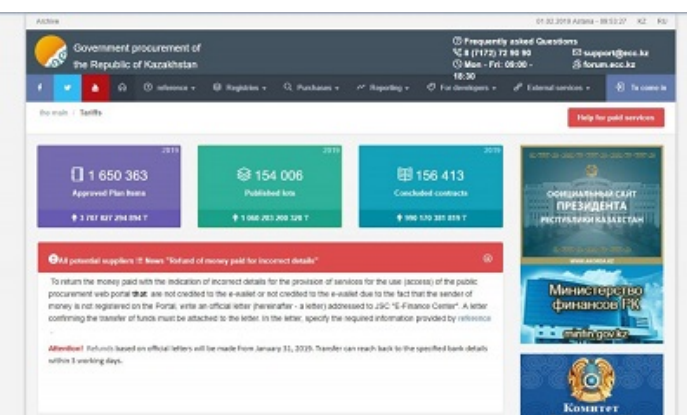 Archive
01.02.2019 Astana - 09:53:27 KZ RU
Government procurement of
the Republic of Kazakhstan
Frequently asked Questions
8 (7172) 72 90 90
support@ecc.kz
Mon - Fri: 09:00 -
18:30
forum.ecc.kz
reference
Registries
Purchases
Reporting
For developers
External services
To come in
the main / Tariffs
Help for paid services
2019
1 650 363
Approved Plan Items
2019
154 006
Published lots
2019
156 413
Concluded contracts
All potential suppliers !!! News "Refund of money paid for incorrect details"
To return the money paid with the indication of incorrect details for the provision of services for the use (access) of the public
procurement web portal that are not credited to the e-wallet or not credited to the e-wallet due to the fact that the sender of
money is not registered on the Portal, write an official letter (hereinafter - a letter) addressed to JSC "E-Finance Center". A letter
confirming the transfer of funds must be attached to the letter. In the letter, specify the required information provided by reference
.
Attention! Refunds based on official letters will be made from January 31, 2019. Transfer can reach back to the specified bank details
within 3 working days.
ОФИЦИАЛЬНЫЙ САЙТ
ПРЕЗИДЕНТА
РЕСПУБЛИКИ КАЗАХСТАН
WWW.AKORDA.KZ
Министерство
финансов РК
minfin.gov.kz
Комитет